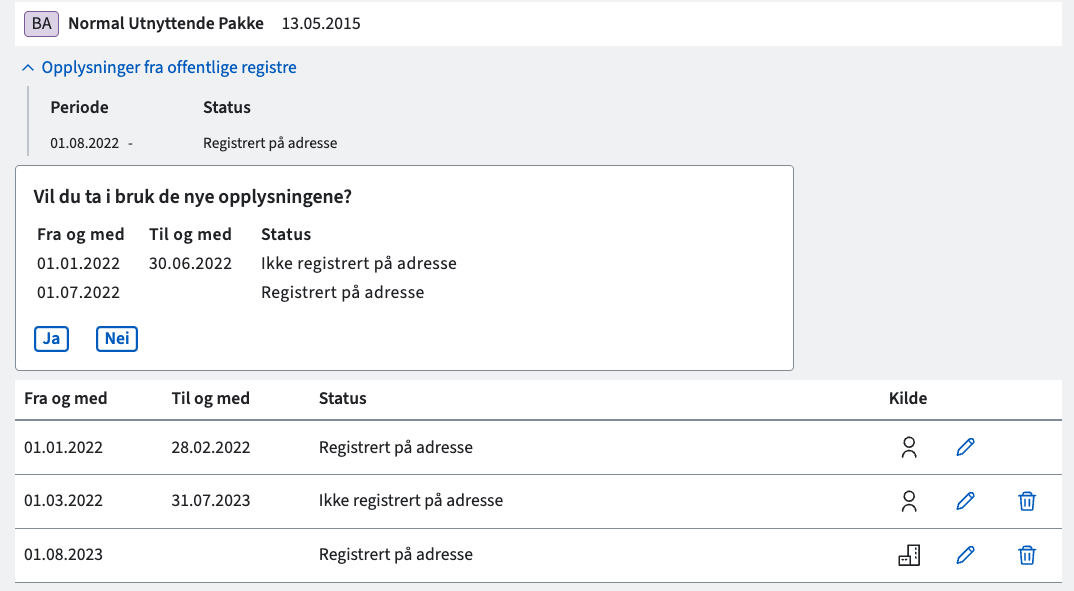 BA Normal Utnyttende Pakke 13.05.2015
Opplysninger fra offentlige registre
Periode Status
01.08.2022 - Registrert på adresse
Vil du ta i bruk de nye opplysningene?
Fra og med Til og med Status
01.01.2022 30.06.2022 Ikke registrert på adresse
01.07.2022 Registrert på adresse
Ja Nei
Fra og med Til og med Status Kilde
01.01.2022 28.02.2022 Registrert på adresse
01.03.2022 31.07.2023 Ikke registrert på adresse
01.08.2023 Registrert på adresse